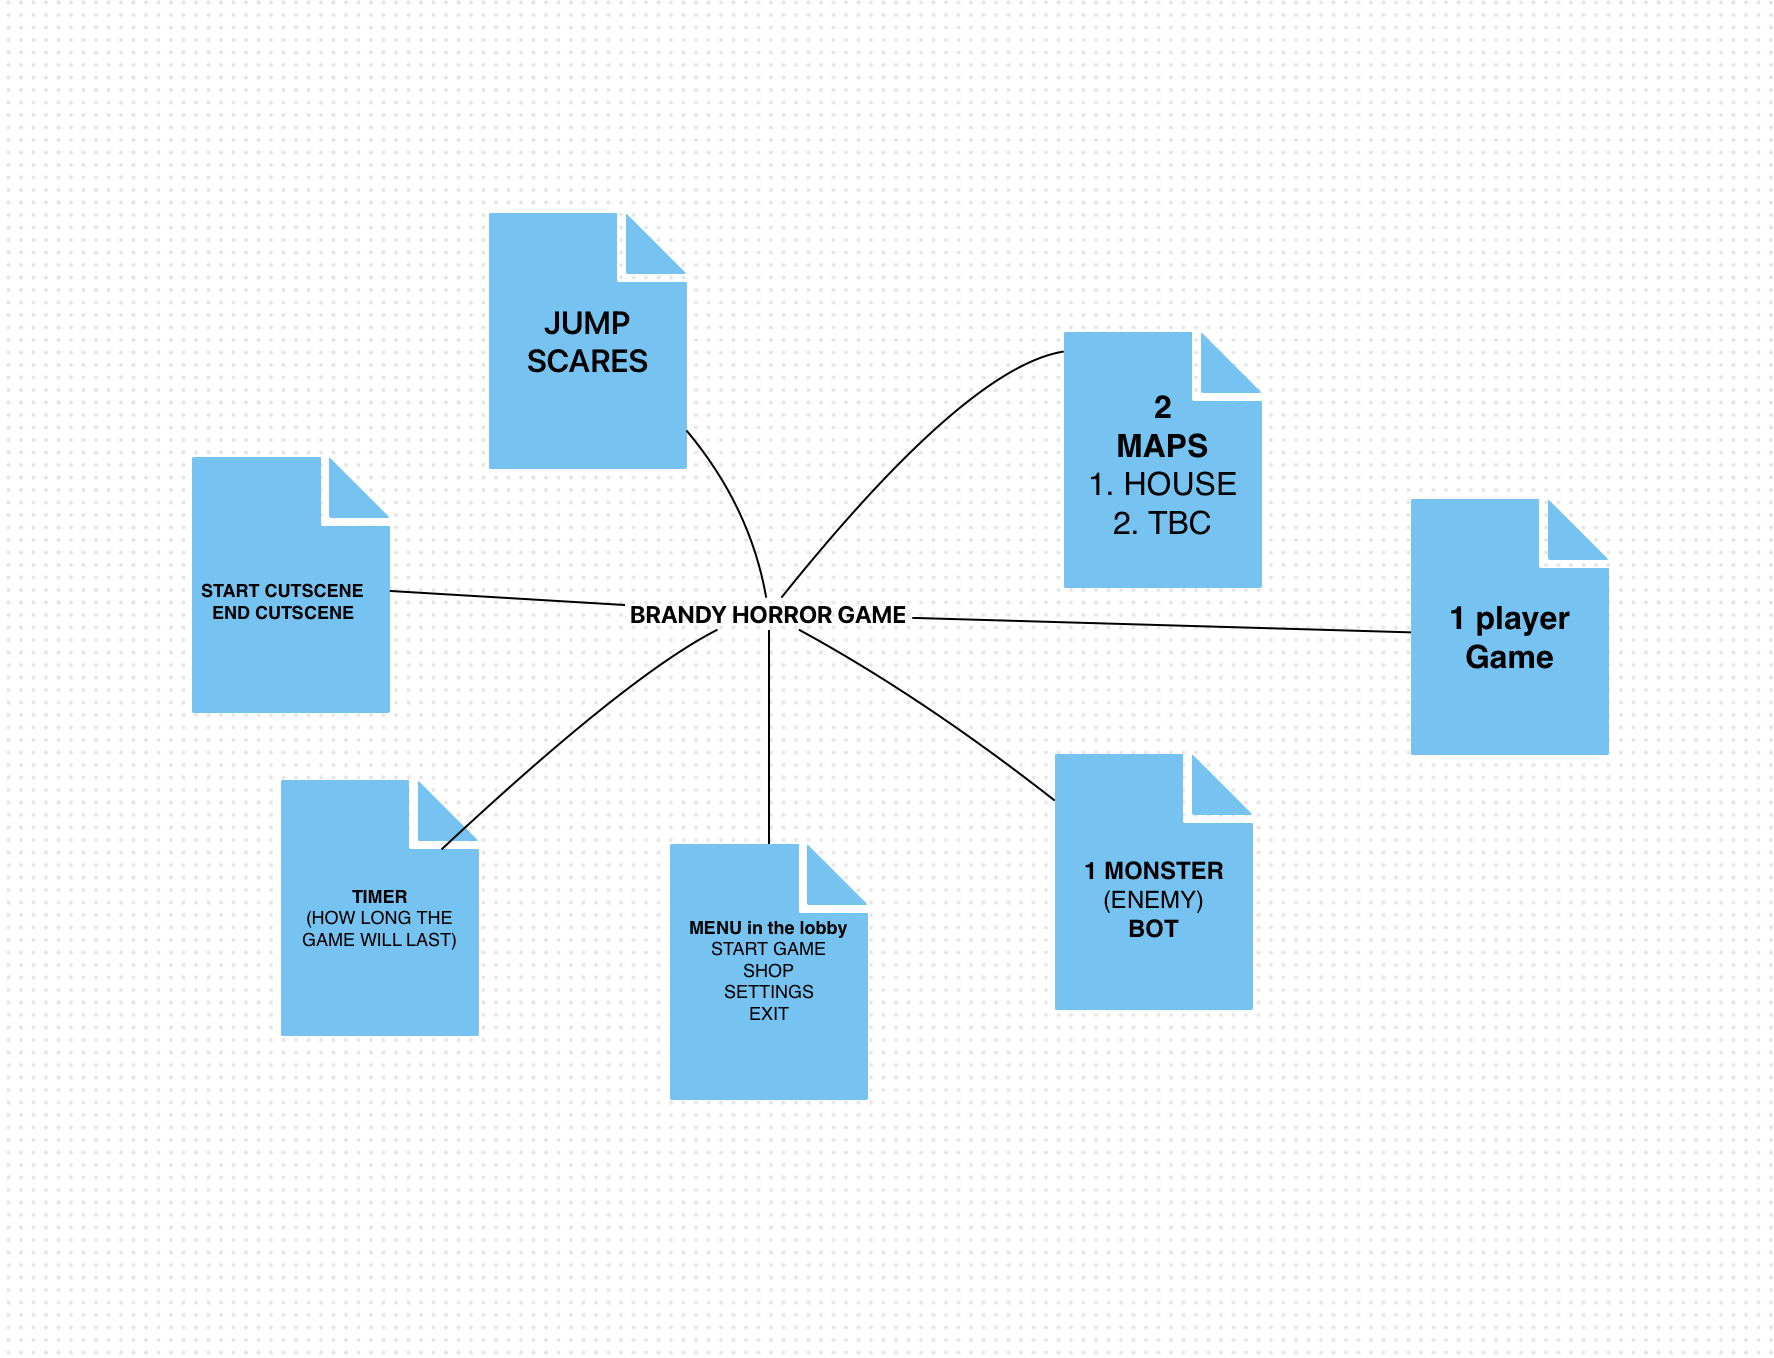 JUMP
SCARES
2
MAPS
1. HOUSE
2. TBC
START CUTSCENE
END CUTSCENE
BRANDY HORROR GAME
1 player
Game
TIMER
(HOW LONG THE
GAME WILL LAST)
MENU in the lobby
START GAME
SHOP
SETTINGS
EXIT
1 MONSTER
(ENEMY)
BOT